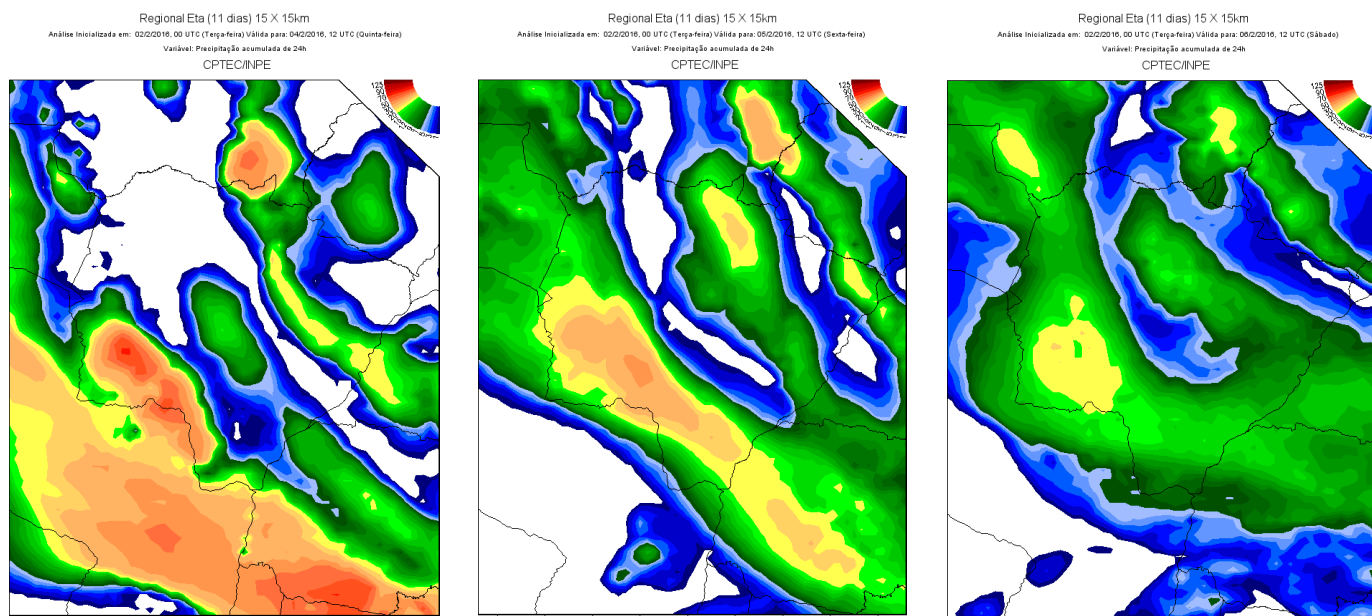 Regional Eta (11 dias) 15 X 15km
Análise Inicializada em: 02/2/2016, 00 UTC (Terça-feira) Válida para: 04/2/2016, 12 UTC (Quinta-feira)
Variável: Precipitação acumulada de 24h
CPTEC/INPE
Regional Eta (11 dias) 15 X 15km
Análise Inicializada em: 02/2/2016, 00 UTC (Terça-feira) Válida para: 05/2/2016, 12 UTC (Sexta-feira)
Variável: Precipitação acumulada de 24h
CPTEC/INPE
Regional Eta (11 dias) 15 X 15km
Análise Inicializada em: 02/2/2016, 00 UTC (Terça-feira) Válida para: 06/2/2016, 12 UTC (Sábado)
Variável: Precipitação acumulada de 24h
CPTEC/INPE